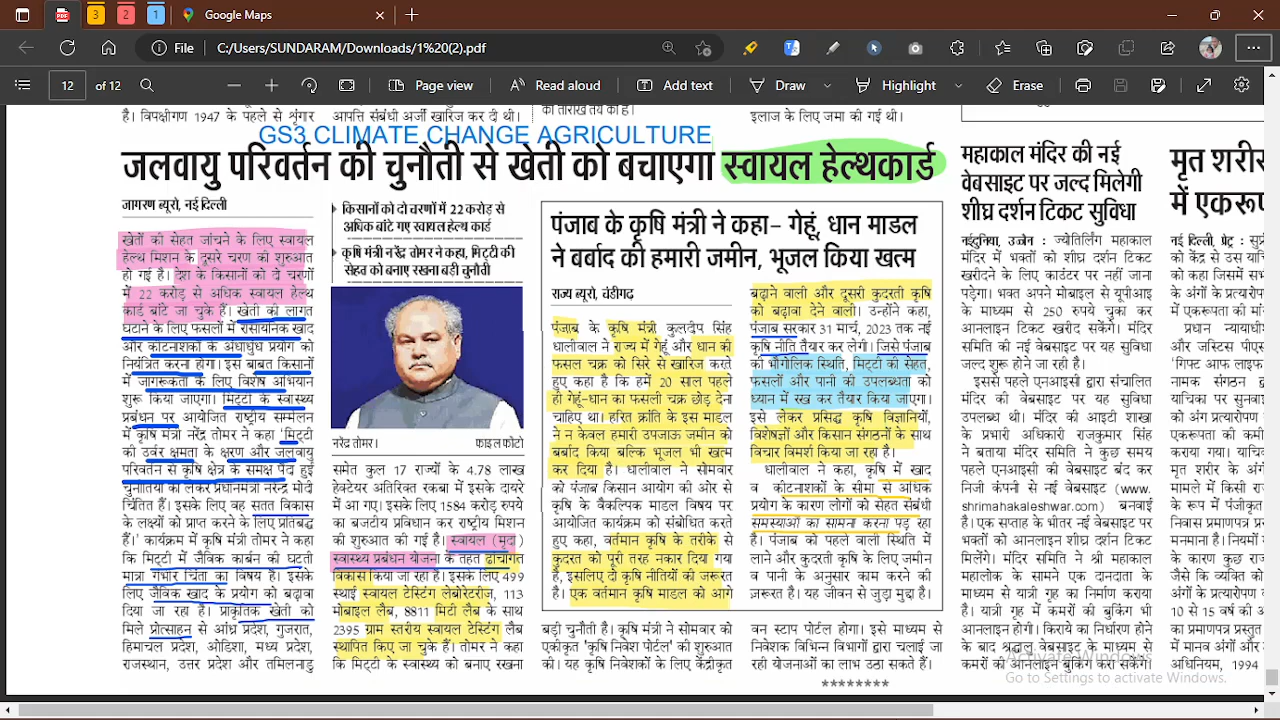 3
2
1
Google Maps
File
C:/Users/SUNDARAM/Downloads/1%20(2).pdf
12
of 12
Page view
Read aloud
Add text
Draw
Highlight
Erase
है। विपक्षीगण 1947 के पहले से शृंगार
आपत्ति संबंधी अर्जी खारिज कर दी थी।
की तारीख तय की है।
इलाज के लिए जमा की गई थी।
GS3 CLIMATE CHANGE AGRICULTURE
जलवायु परिवर्तन की चुनौती से खेती को बचाएगा स्वायल हेल्थकार्ड
जागरण ब्यूरो, नई दिल्ली
खेतों की सेहत जांचने के लिए स्वायल
हेल्थ मिशन के दूसरे चरण की शुरुआत
हो गई है। देश के किसानों को दो चरणों
में 22 करोड़ से अधिक स्वायल हेल्थ
कार्ड बांटे जा चुके हैं। खेती की लागत
घटाने के लिए फसलों में रासायनिक खाद
और कीटनाशकों के अंधाधुंध प्रयोग को
नियंत्रित करना होगा। इस बाबत किसानों
में जागरूकता के लिए विशेष अभियान
शुरू किया जाएगा। मिट्टी के स्वास्थ्य
प्रबंधन पर आयोजित राष्ट्रीय सम्मेलन
में कृषि मंत्री नरेंद्र तोमर ने कहा 'मिट्टी
की उर्वर क्षमता के क्षरण और जलवायु
परिवर्तन से कृषि क्षेत्र के समक्ष पैदा हुई
चुनौतियों को लेकर प्रधानमंत्री नरेन्द्र मोदी
चिंतित हैं। इसके लिए वह सतत विकास
के लक्ष्यों को प्राप्त करने के लिए प्रतिबद्ध
हैं।' कार्यक्रम में कृषि मंत्री तोमर ने कहा
कि मिट्टी में जैविक कार्बन की घटती
मात्रा गंभीर चिंता का विषय है। इसके
लिए जैविक खाद के प्रयोग को बढ़ावा
दिया जा रहा है। प्राकृतिक खेती को
मिले प्रोत्साहन से आंध्र प्रदेश, गुजरात,
हिमाचल प्रदेश, ओडिशा, मध्य प्रदेश,
राजस्थान, उत्तर प्रदेश और तमिलनाडु
किसानों को दो चरणों में 22 करोड़ से
अधिक बांटे गए स्वायल हेल्थ कार्ड
कृषि मंत्री नरेंद्र तोमर ने कहा, मिट्टी की
सेहत को बनाए रखना बड़ी चुनौती
नरेंद्र तोमर। फाइल फोटो
समेत कुल 17 राज्यों के 4.78 लाख
हेक्टेयर अतिरिक्त रकबा में इसके दायरे
में आ गए। इसके लिए 1584 करोड़ रुपये
का बजटीय प्रविधान कर राष्ट्रीय मिशन
की शुरुआत की गई है। स्वायल (मृदा)
स्वास्थ्य प्रबंधन योजना के तहत ढांचागत
विकास किया जा रहा है। इसके लिए 499
स्थाई स्वायल टेस्टिंग लेबोरेटरीज, 113
मोबाइल लैब, 8811 मिटी लैब के साथ
2395 ग्राम स्तरीय स्वायल टेस्टिंग लैब
स्थापित किए जा चुके हैं। तोमर ने कहा
कि मिट्टी के स्वास्थ्य को बनाए रखना
पंजाब के कृषि मंत्री ने कहा- गेहूं, धान माडल
ने बर्बाद की हमारी जमीन, भूजल किया खत्म
राज्य ब्यूरो, चंडीगढ़
पंजाब के कृषि मंत्री कुलदीप सिंह
धालीवाल ने राज्य में गेहूं और धान की
फसल चक्र को सिरे से खारिज करते
हुए कहा है कि हमें 20 साल पहले
ही गेहूं-धान का फसली चक्र छोड़ देना
चाहिए था। हरित क्रांति के इस माडल
ने न केवल हमारी उपजाऊ जमीन को
बर्बाद किया बल्कि भूजल भी खत्म
कर दिया है। धालीवाल ने सोमवार
को पंजाब किसान आयोग की ओर से
कृषि के वैकल्पिक माडल विषय पर
आयोजित कार्यक्रम को संबोधित करते
हुए कहा, वर्तमान कृषि के तरीके से
कुदरत को पूरी तरह नकार दिया गया
है, इसलिए दो कृषि नीतियों की जरूरत
है। एक वर्तमान कृषि माडल को आगे
बढ़ाने वाली और दूसरी कुदरती कृषि
को बढ़ावा देने वाली। उन्होंने कहा,
पंजाब सरकार 31 मार्च, 2023 तक नई
कृषि नीति तैयार कर लेगी। जिसे पंजाब
की भौगोलिक स्थिति, मिट्टी की सेहत,
फसलों और पानी की उपलब्धता को
ध्यान में रख कर तैयार किया जाएगा।
इसे लेकर प्रसिद्ध कृषि विज्ञानियों,
विशेषज्ञों और किसान संगठनों के साथ
विचार विमर्श किया जा रहा है।
धालीवाल ने कहा, कृषि में खाद
व कीटनाशकों के सीमा से अधिक
प्रयोग के कारण लोगों को सेहत संबंधी
समस्याओं का सामना करना पड़ रहा
है। पंजाब को पहले वाली स्थिति में
लाने और कुदरती कृषि के लिए जमीन
व पानी के अनुसार काम करने की
ज़रूरत है। यह जीवन से जुड़ा मुद्दा है।
बड़ी चुनौती है। कृषि मंत्री ने सोमवार को
एकीकृत 'कृषि निवेश पोर्टल' की शुरुआत
की। यह कृषि निवेशकों के लिए केंद्रीकृत
वन स्टाप पोर्टल होगा। इसे माध्यम से
निवेशक विभिन्न विभागों द्वारा चलाई जा
रही योजनाओं का लाभ उठा सकते हैं।
********
महाकाल मंदिर की नई
वेबसाइट पर जल्द मिलेगी
शीघ्र दर्शन टिकट सुविधा
नईदुनिया, उज्जैन : ज्योतिर्लिंग महाकाल
मंदिर में भक्तों को शीघ्र दर्शन टिकट
खरीदने के लिए काउंटर पर नहीं जाना
पड़ेगा। भक्त अपने मोबाइल से यूपीआइ
के माध्यम से 250 रुपये चुका कर
आनलाइन टिकट खरीद सकेंगे। मंदिर
समिति की नई वेबसाइट पर यह सुविधा
जल्द शुरू होने जा रही है।
इससे पहले एनआइसी द्वारा संचालित
मंदिर की वेबसाइट पर यह सुविधा
उपलब्ध थी। मंदिर की आइटी शाखा
के प्रभारी अधिकारी राजकुमार सिंह
ने बताया मंदिर समिति ने कुछ समय
पहले एनआइसी की वेबसाइट बंद कर
निजी कंपनी से नई वेबसाइट (www.
shrimahakaleshwar.com) बनवाई
है। एक सप्ताह के भीतर नई वेबसाइट पर
भक्तों को आनलाइन शीघ्र दर्शन टिकट
मिलेंगे। मंदिर समिति ने श्री महाकाल
महालोक के सामने एक दानदाता के
माध्यम से यात्री गृह का निर्माण कराया
है। यात्री गृह में कमरों की बुकिंग भी
आनलाइन होगी। किराये का निर्धारण होने
के बाद श्रद्धालु वेबसाइट के माध्यम से
कमरों की आनलाइन बुकिंग करा सकेंगे।
मृत शरीर
में एकरूप
नई दिल्ली, प्रेट्र : सुप्री
को केंद्र से उस याचि
को कहा जिसमें सभ
के अंगों के प्रत्यारोप
में एकरूपता की मां
प्रधान न्यायाधी
और जस्टिस पीएस
'गिफ्ट आफ लाइफ
नामक संगठन द्व
याचिका पर सुनवाई
को अंग प्रत्यारोपण
एकरूपता की कमी
कराया गया। याचि
मृत शरीर के अंगों
मामले में किसी रा
के रूप में पंजीकृत
निवास प्रमाणपत्र प्र
मनमाना है। नियमों
के कारण कुछ रा
जैसे कि व्यक्ति को
के अंगों के प्रत्यारोप
10 से 15 वर्ष की अ
का प्रमाणपत्र प्रस्तुत
में मानव अंगों और
अधिनियम, 1994
Activate Windows
Go to Settings to activate Windows.